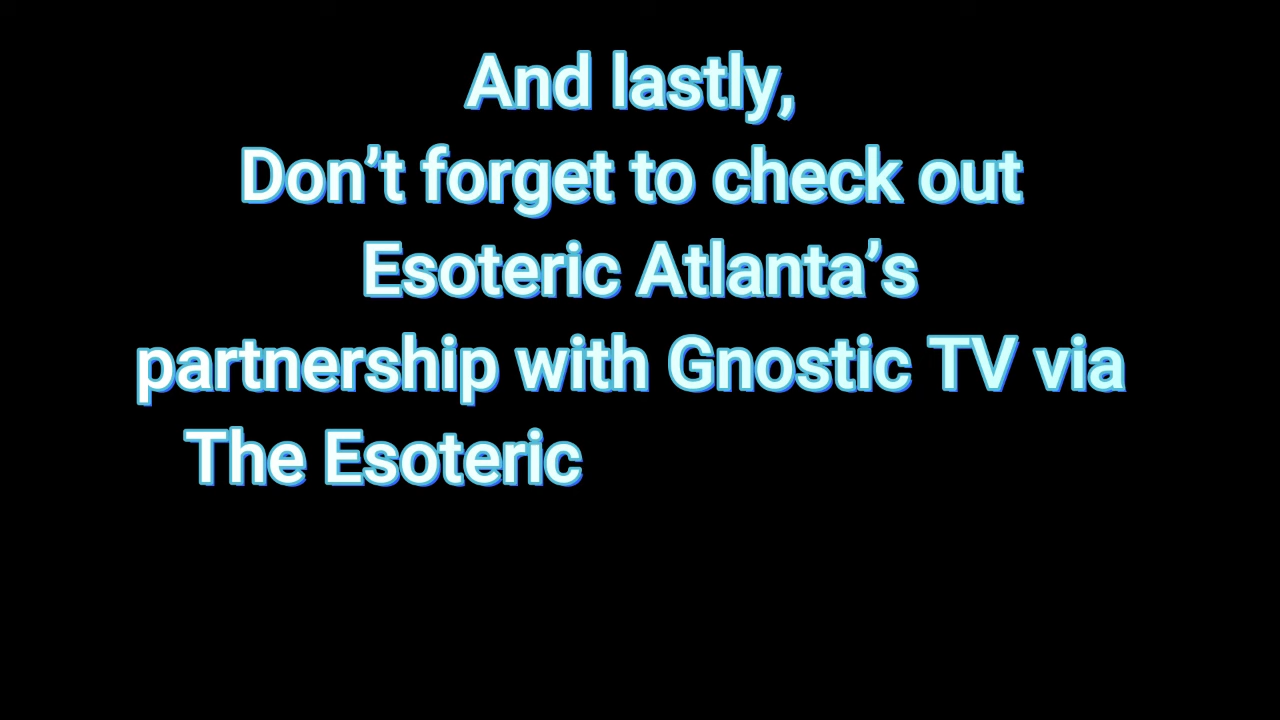 And lastly,
Don’t forget to check out
Esoteric Atlanta’s
partnership with Gnostic TV via
The Esoteric